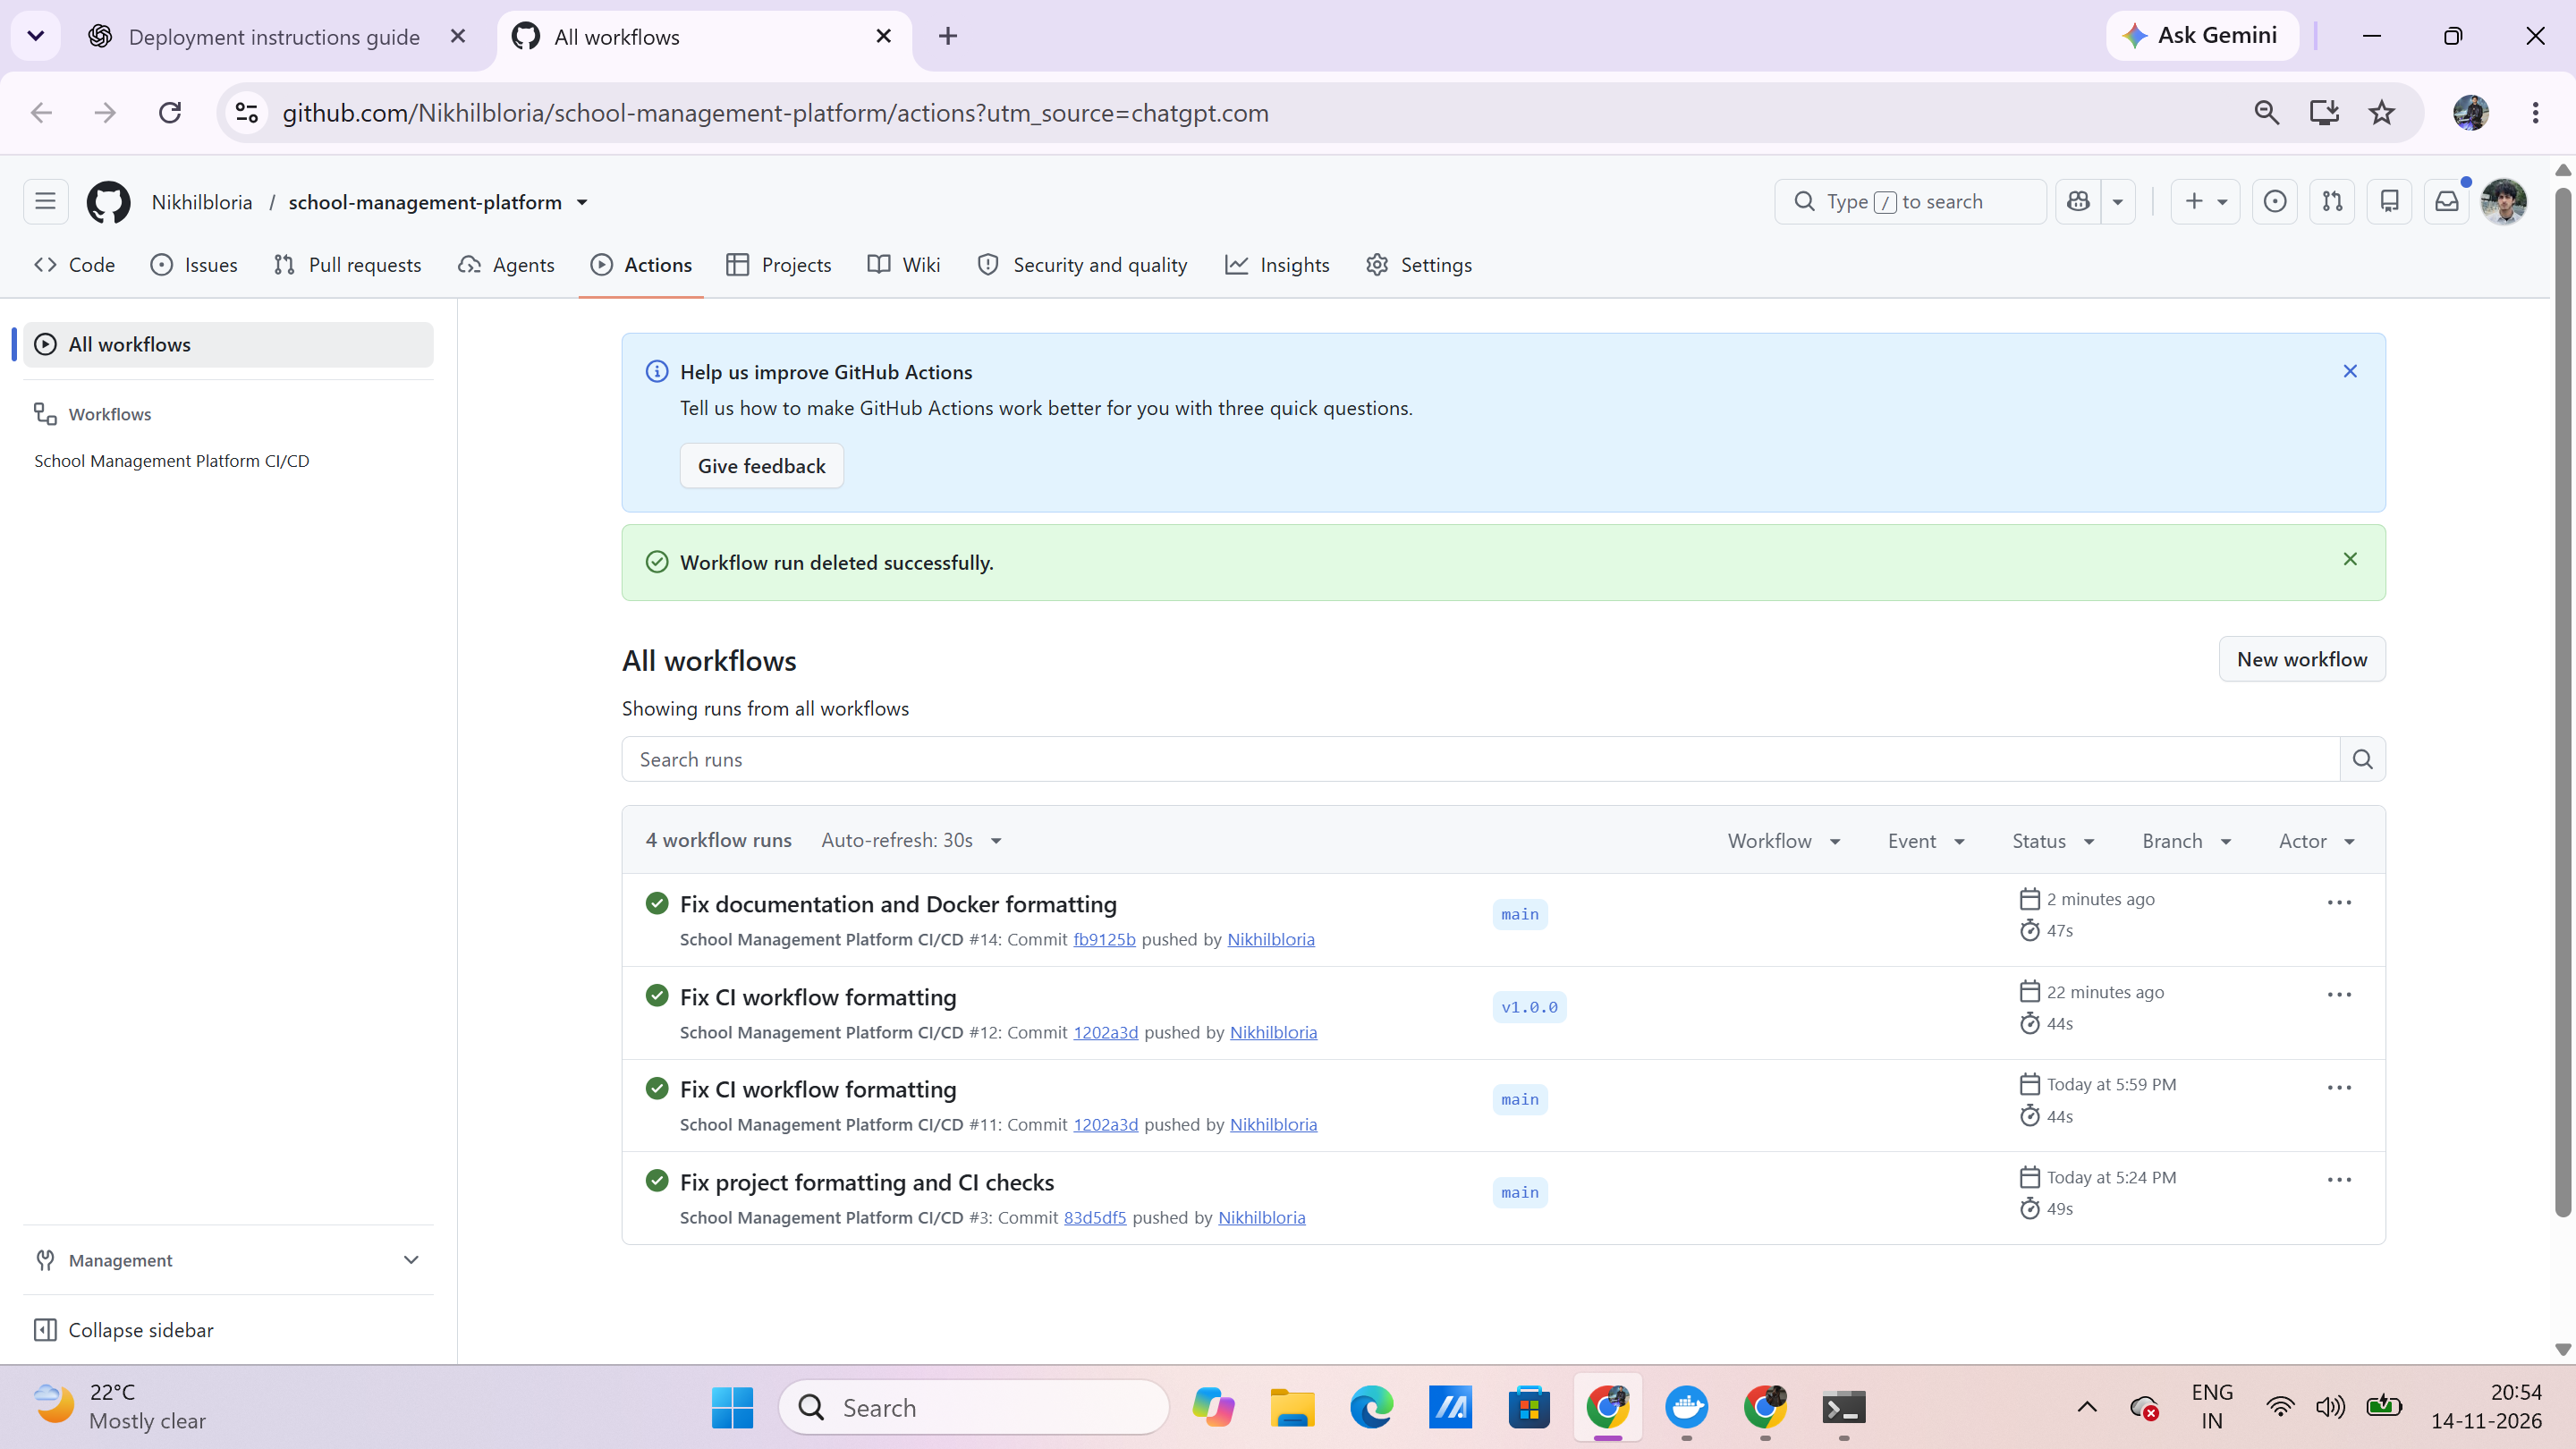 Deployment instructions guide
All workflows
Ask Gemini
github.com/Nikhilbloria/school-management-platform/actions?utm_source=chatgpt.com
Nikhilbloria / school-management-platform
Type / to search
Code
Issues
Pull requests
Agents
Actions
Projects
Wiki
Security and quality
Insights
Settings
All workflows
Workflows
School Management Platform CI/CD
Management
Collapse sidebar
Help us improve GitHub Actions
Tell us how to make GitHub Actions work better for you with three quick questions.
Give feedback
Workflow run deleted successfully.
All workflows
New workflow
Showing runs from all workflows
Search runs
4 workflow runs
Auto-refresh: 30s
Workflow
Event
Status
Branch
Actor
Fix documentation and Docker formatting
School Management Platform CI/CD #14: Commit fb9125b pushed by Nikhilbloria
main
2 minutes ago
47s
Fix CI workflow formatting
School Management Platform CI/CD #12: Commit 1202a3d pushed by Nikhilbloria
v1.0.0
22 minutes ago
44s
Fix CI workflow formatting
School Management Platform CI/CD #11: Commit 1202a3d pushed by Nikhilbloria
main
Today at 5:59 PM
44s
Fix project formatting and CI checks
School Management Platform CI/CD #3: Commit 83d5df5 pushed by Nikhilbloria
main
Today at 5:24 PM
49s
22°C
Mostly clear
Search
ENG
IN
20:54
14-11-2026